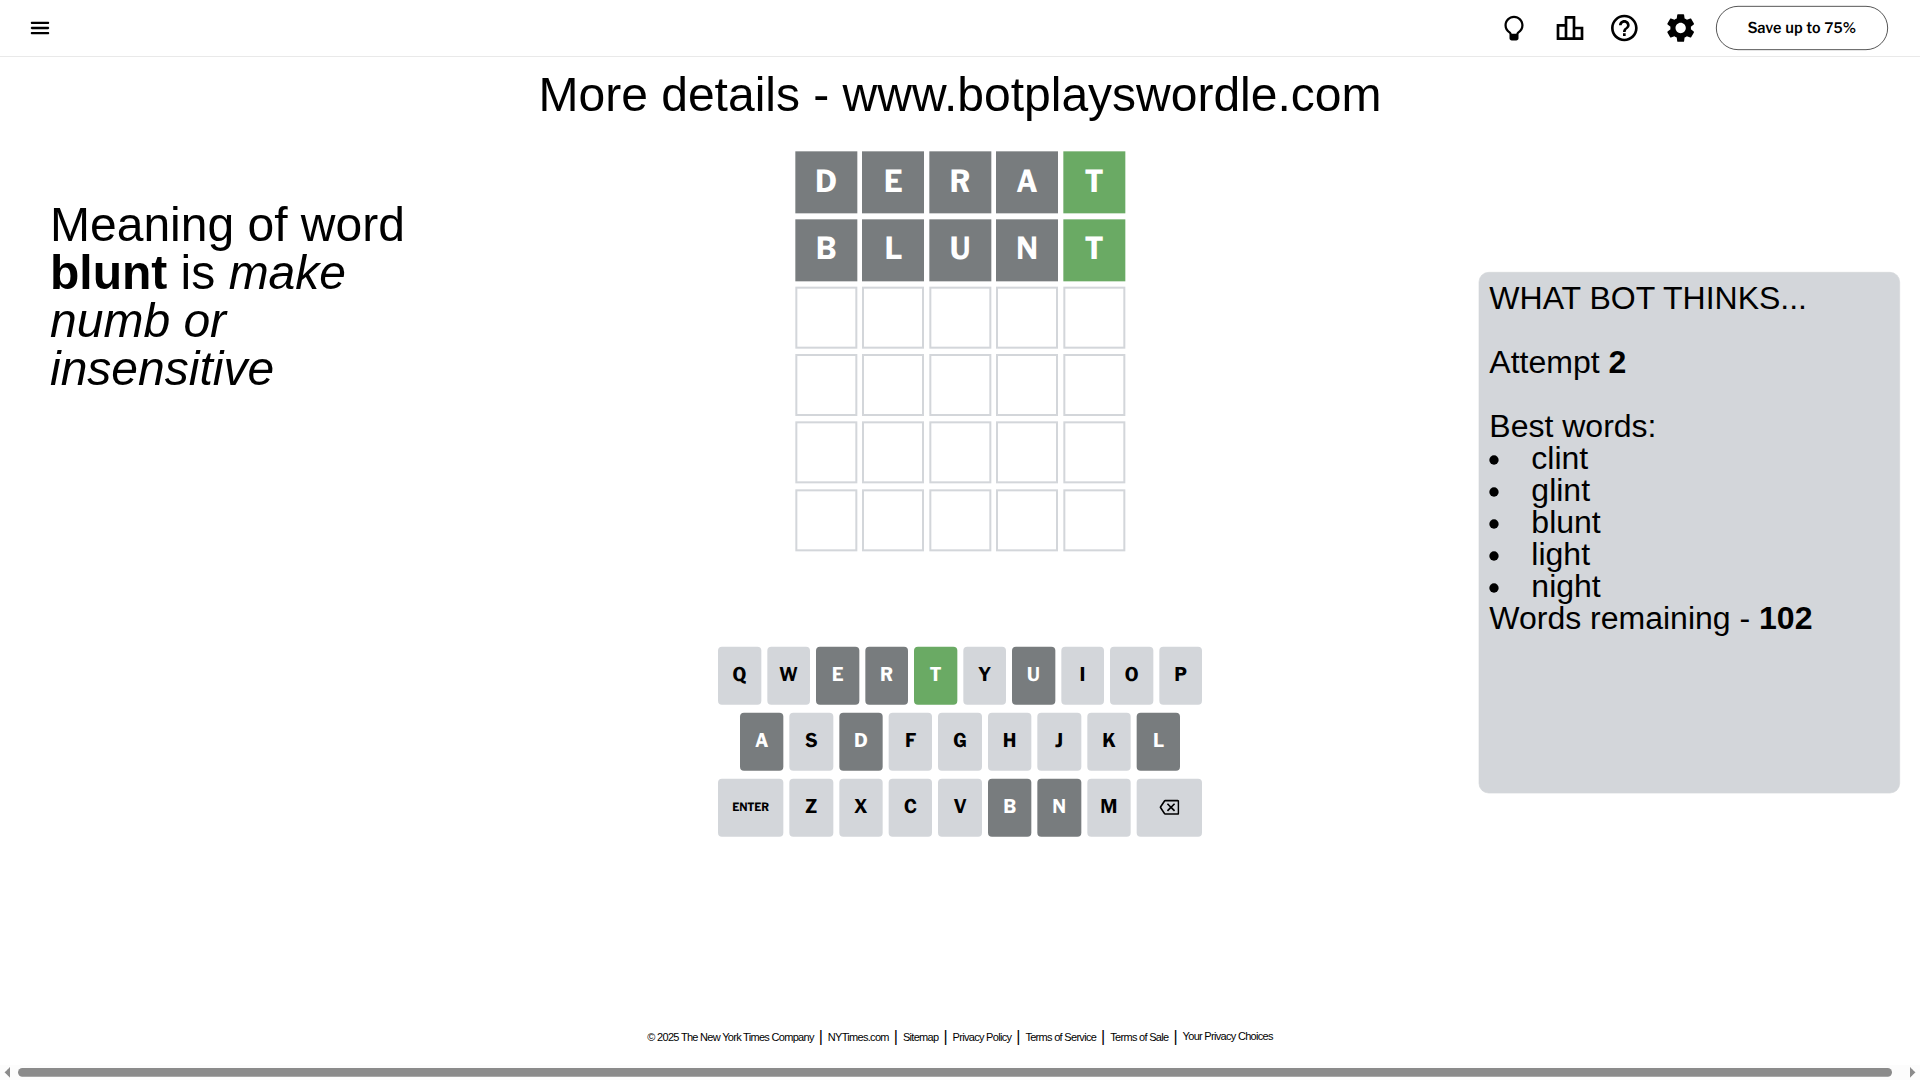 Save up to 75%
More details - www.botplayswordle.com
Meaning of word
blunt is make
numb or
insensitive
D E R A T
B L U N T
WHAT BOT THINKS...
Attempt 2
Best words:
• clint
• glint
• blunt
• light
• night
Words remaining - 102
Q W E R T Y U I O P
A S D F G H J K L
ENTER Z X C V B N M
© 2025 The New York Times Company | NYTimes.com | Sitemap | Privacy Policy | Terms of Service | Terms of Sale | Your Privacy Choices